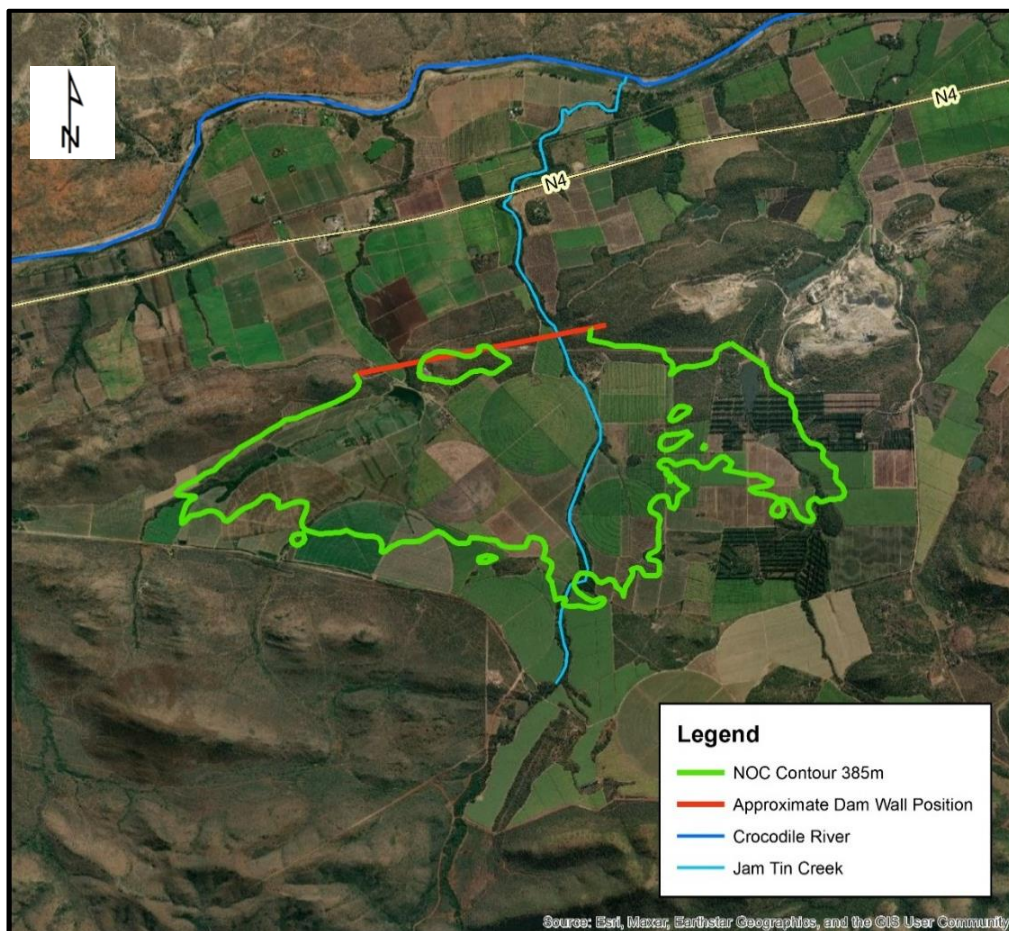 N
N4
N4
Legend
NOC Contour 385m
Approximate Dam Wall Position
Crocodile River
Jam Tin Creek
Source: Esri, Maxar, Earthstar Geographics, and the GIS User Community